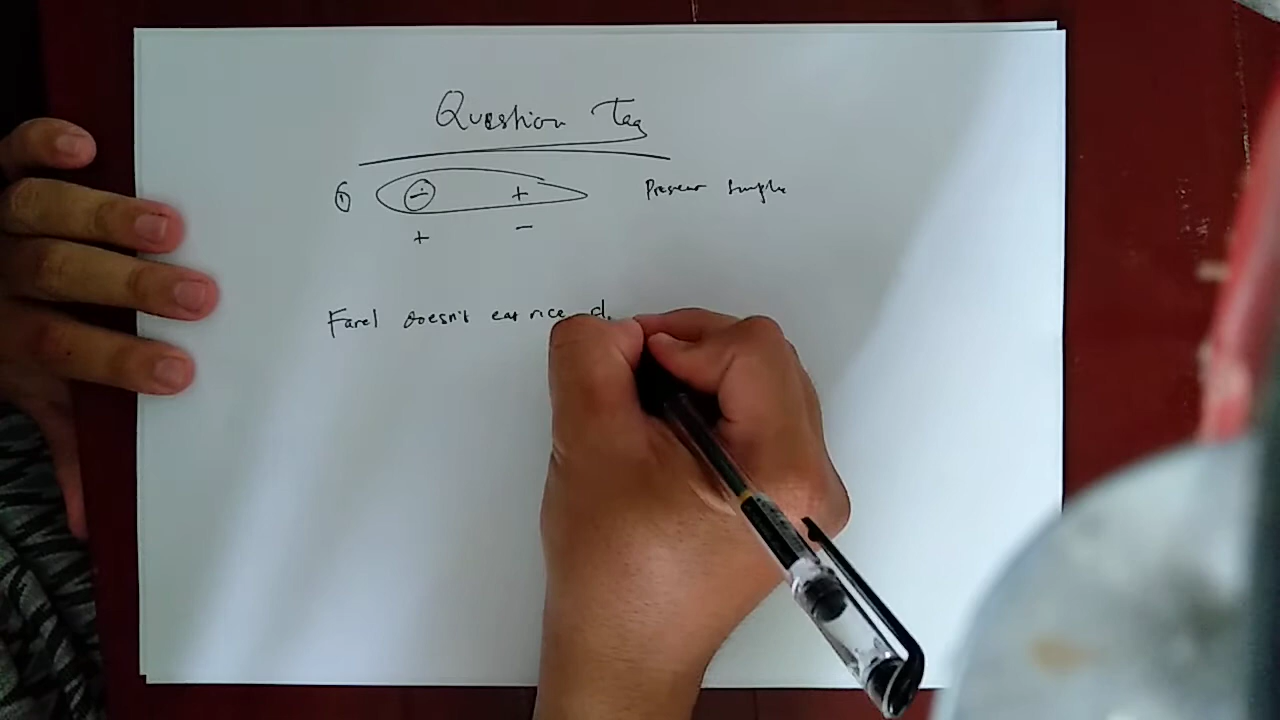 Question Tag
6 - + Present Simple
+ -
Farel doesn't eat rice d